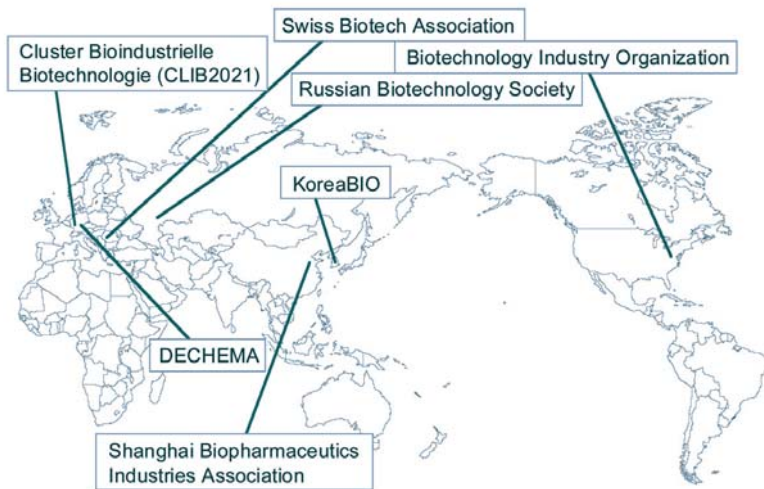 Swiss Biotech Association
Cluster Bioindustrielle
Biotechnologie (CLIB2021)
Biotechnology Industry Organization
Russian Biotechnology Society
KoreaBIO
DECHEMA
Shanghai Biopharmaceutics
Industries Association